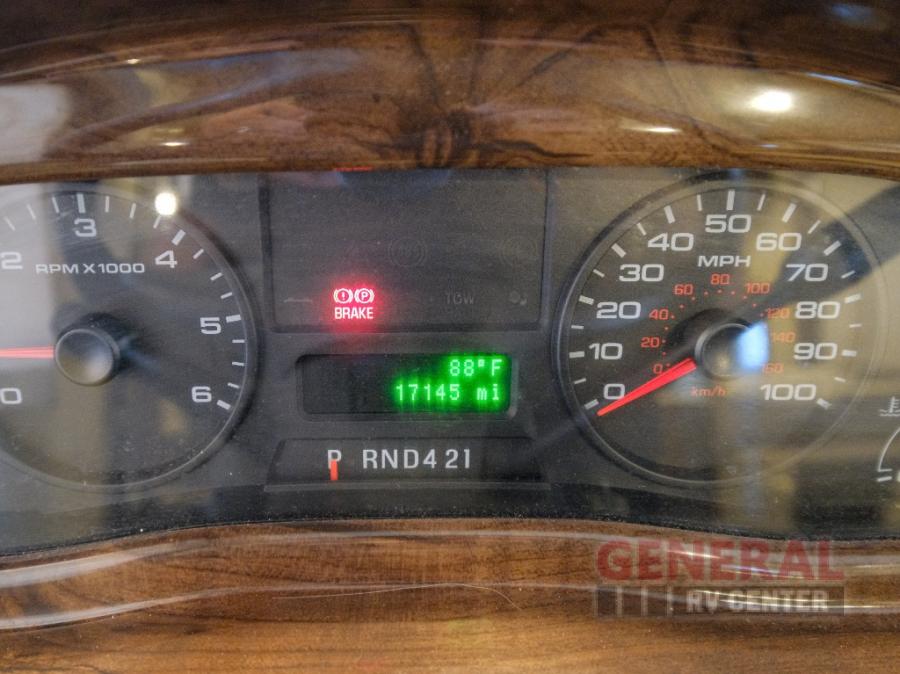 2 3 4 5 6 0
RPM X 1000
BRAKE
TOW
88°F
17145 mi
P RND421
0 10 20 30 40 50 60 70 80 90 100
MPH
0 20 40 60 80 100 120 140 160
km/h
GENERAL
RV CENTER